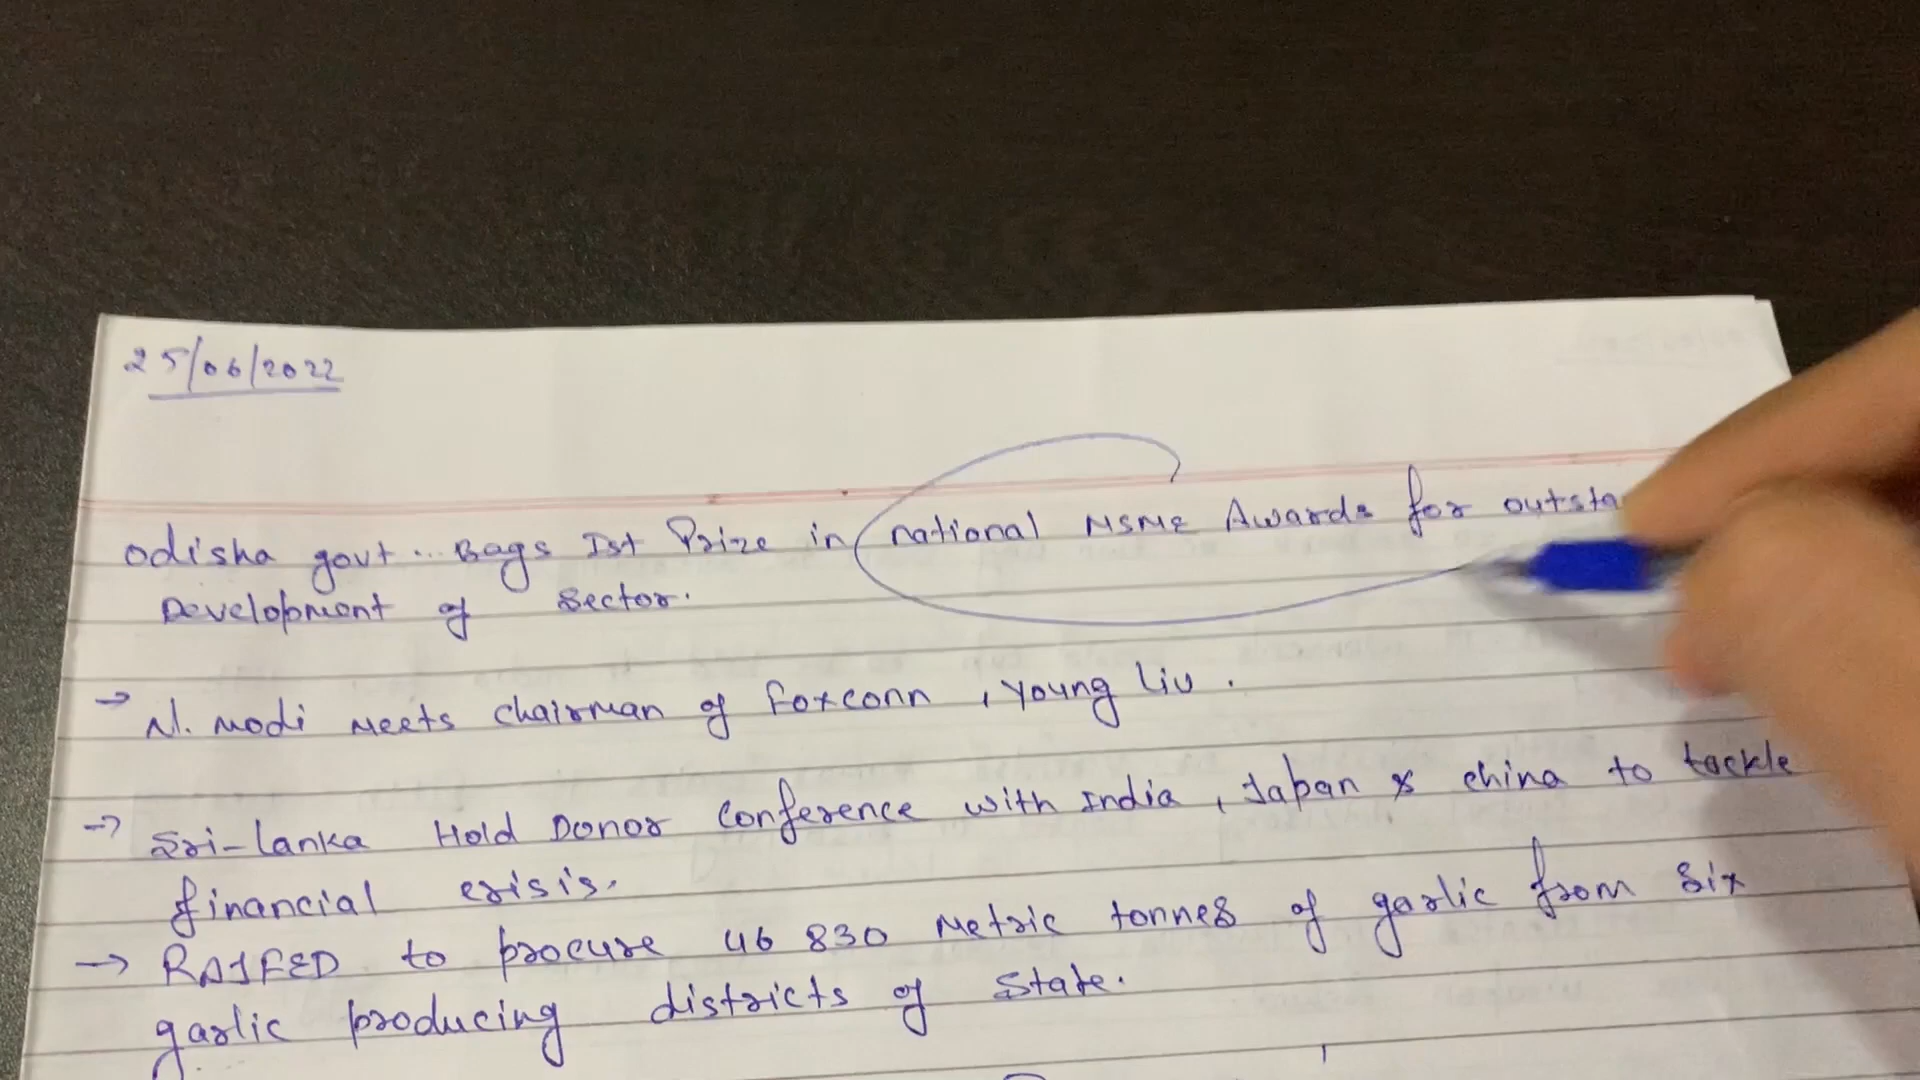 25/06/2022
Odisha govt... Bags Ist Prize in national MSME Awards for outsta
Development of Sector.
→ N. Modi meets chairman of Foxconn, Young Liu.
→ Sri-lanka Hold Donor Conference with India, Japan & china to tackle
financial crisis.
→ RAJFED to procure 46 830 Metric tonnes of garlic from Six
garlic producing districts of State.